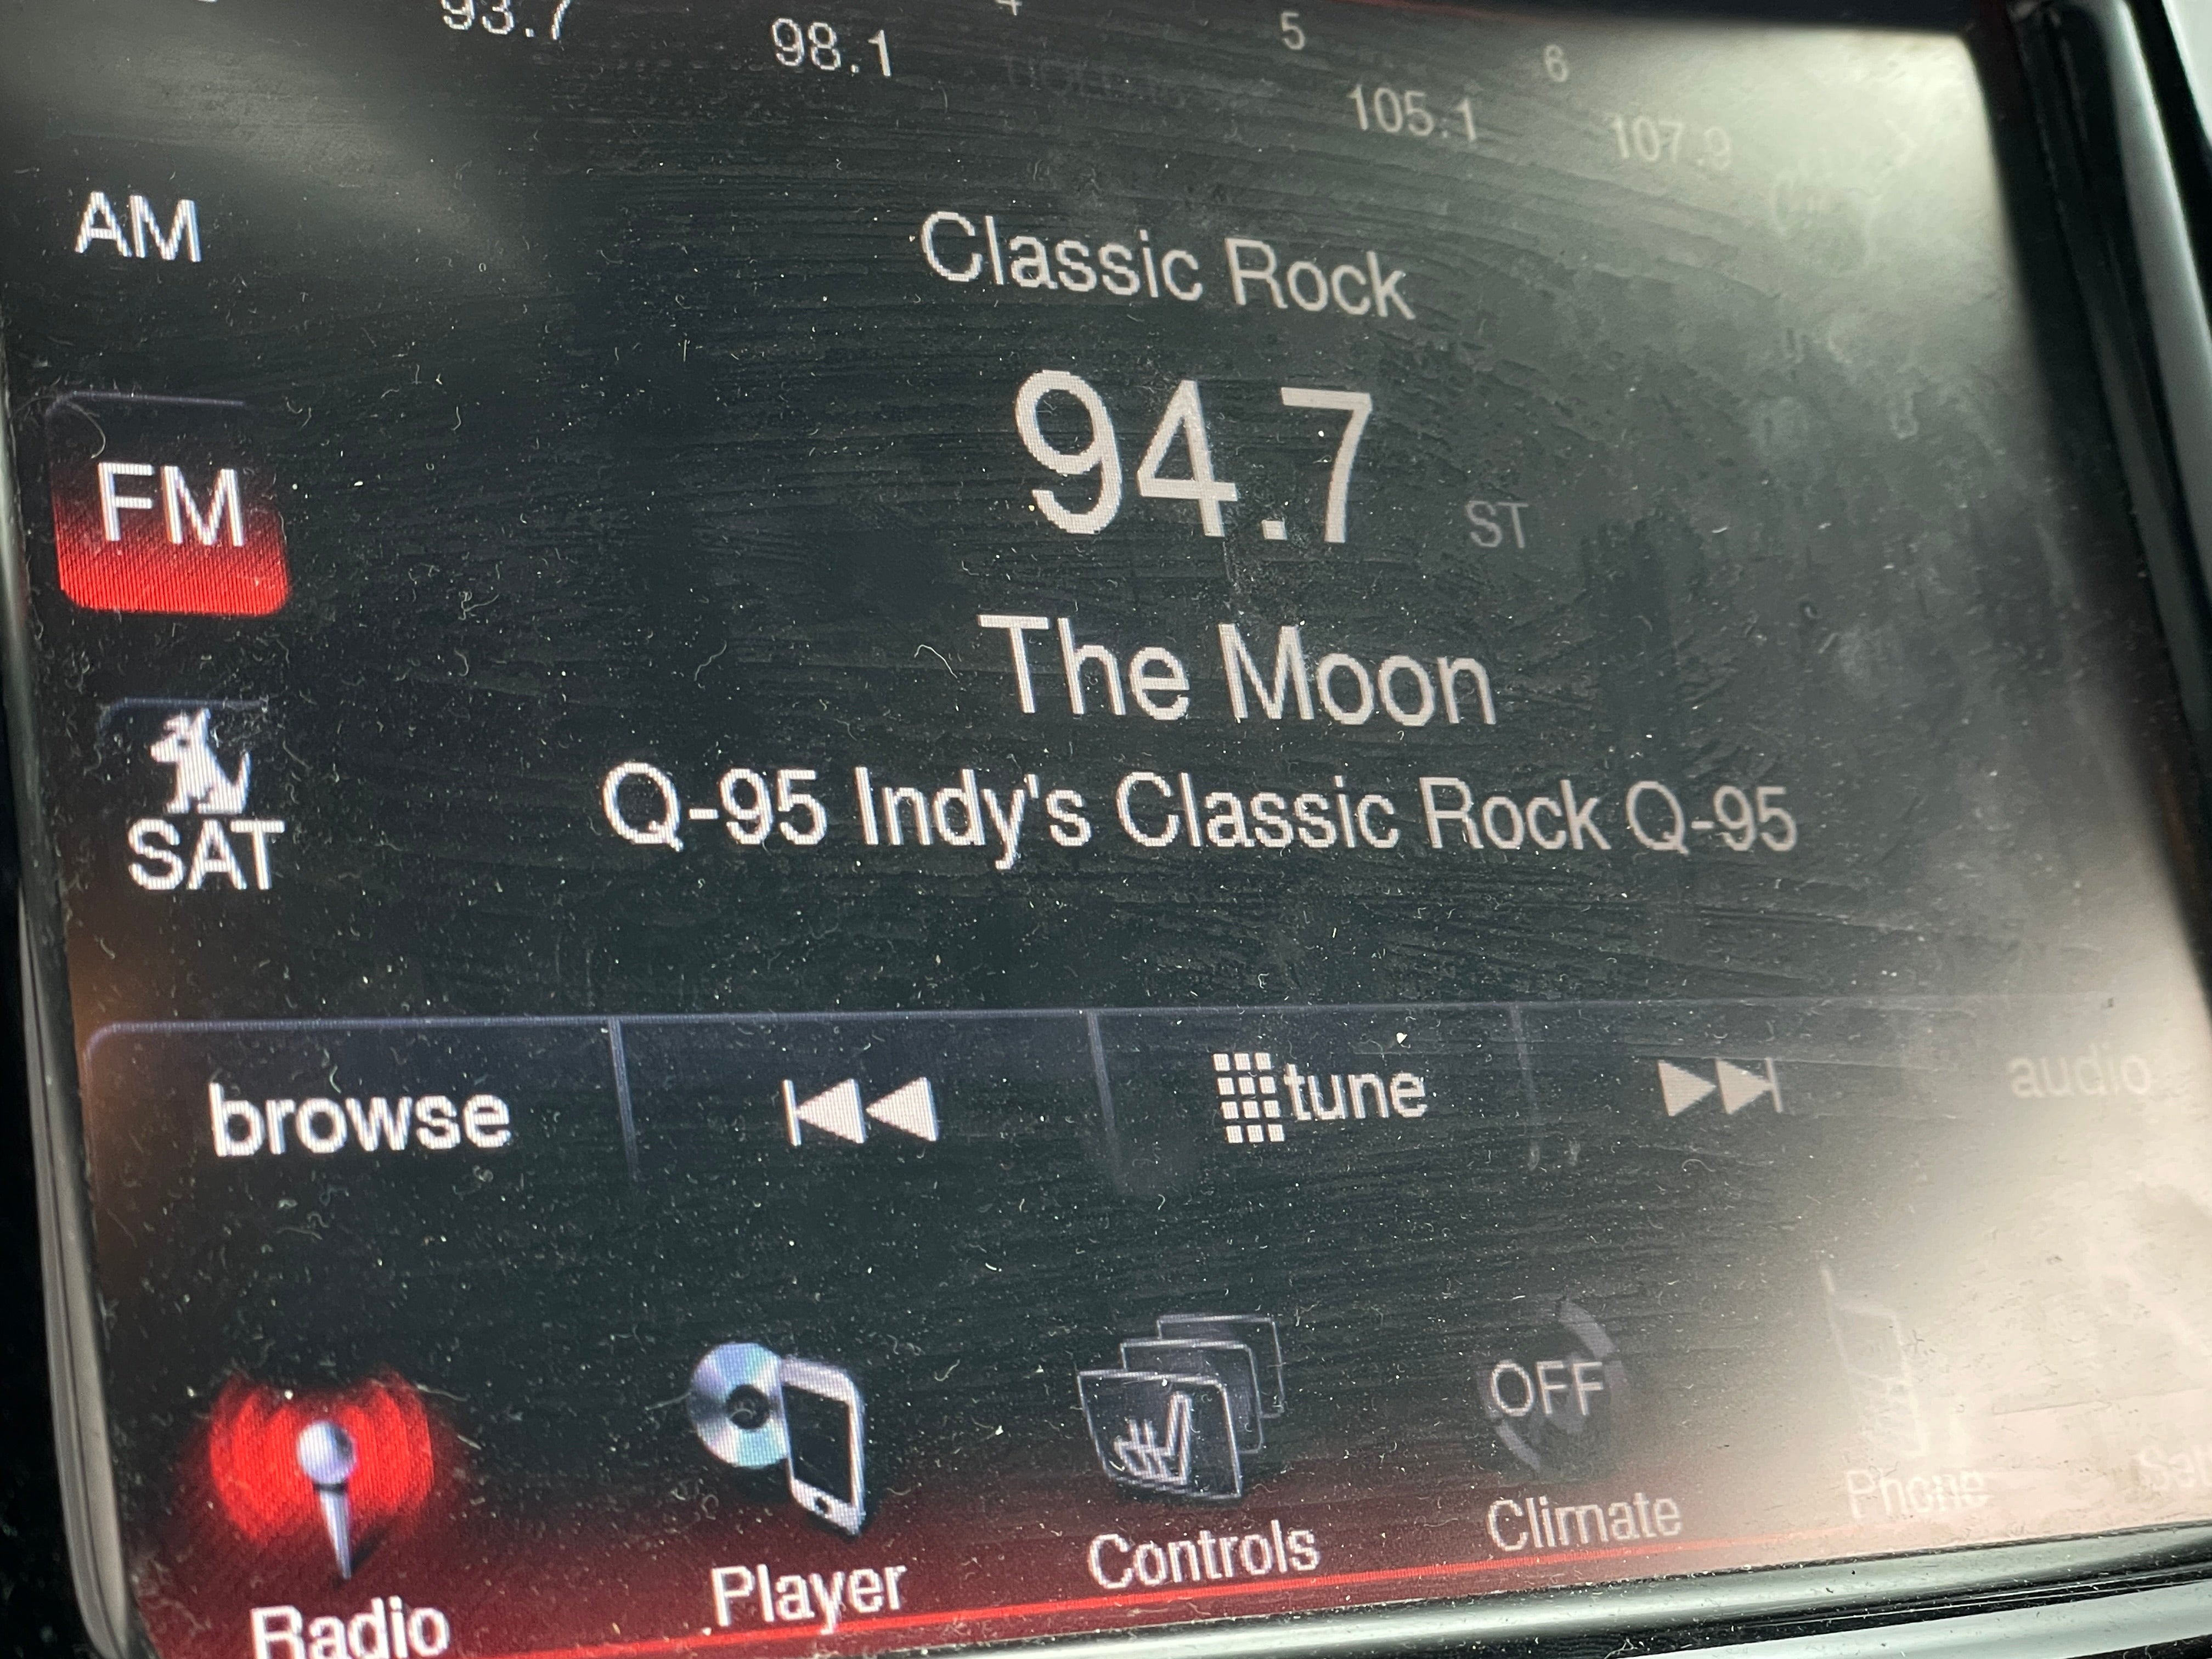 93.7
98.1
5
6
105.1
107.9
AM
Classic Rock
FM
94.7 ST
The Moon
SAT
Q-95 Indy's Classic Rock Q-95
browse
tune
audio
OFF
Radio
Player
Controls
Climate
Phone